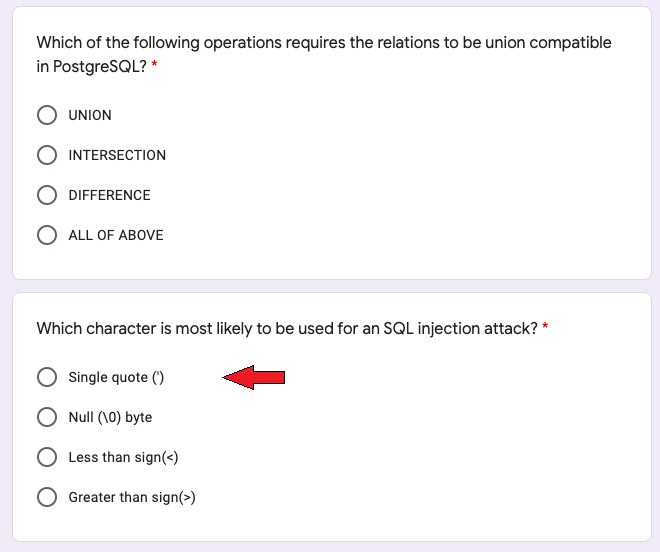 Which of the following operations requires the relations to be union compatible
in PostgreSQL? *
UNION
INTERSECTION
DIFFERENCE
ALL OF ABOVE
Which character is most likely to be used for an SQL injection attack? *
Single quote (')
Null (\0) byte
Less than sign(<)
Greater than sign(>)